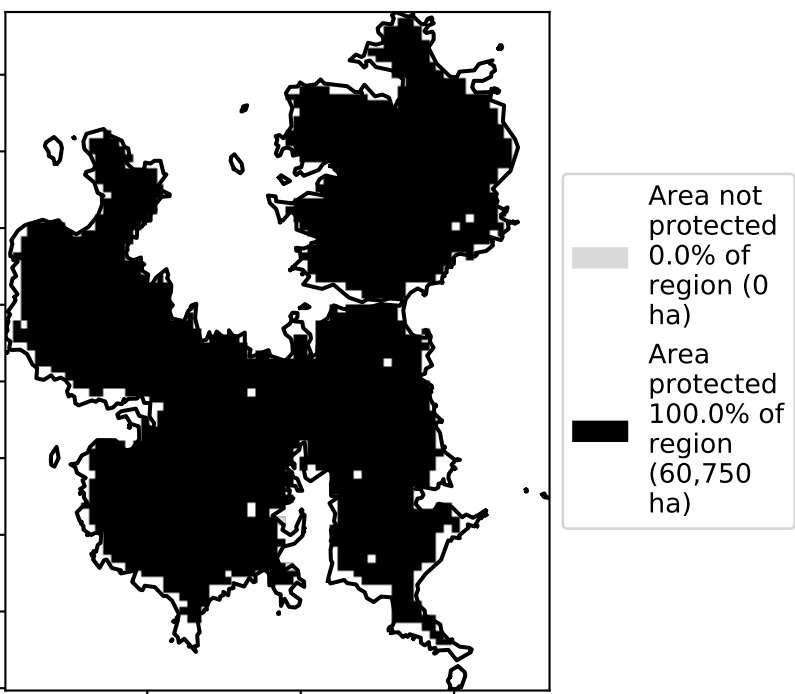 Area not
protected
0.0% of
region (0
ha)
Area
protected
100.0% of
region
(60,750
ha)